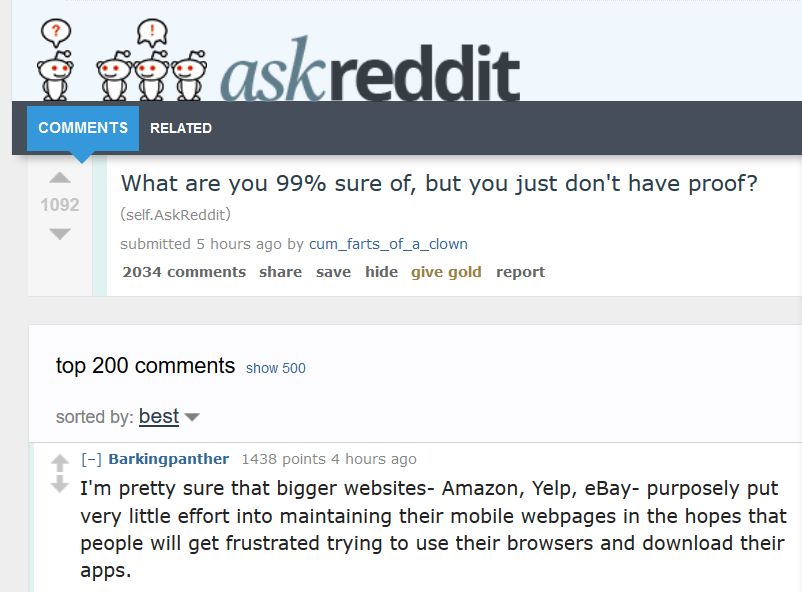 ? !
askreddit
COMMENTS RELATED
What are you 99% sure of, but you just don't have proof?
1092
(self.AskReddit)
submitted 5 hours ago by cum_farts_of_a_clown
2034 comments share save hide give gold report
top 200 comments show 500
sorted by: best
[–] Barkingpanther 1438 points 4 hours ago
I'm pretty sure that bigger websites- Amazon, Yelp, eBay- purposely put
very little effort into maintaining their mobile webpages in the hopes that
people will get frustrated trying to use their browsers and download their
apps.